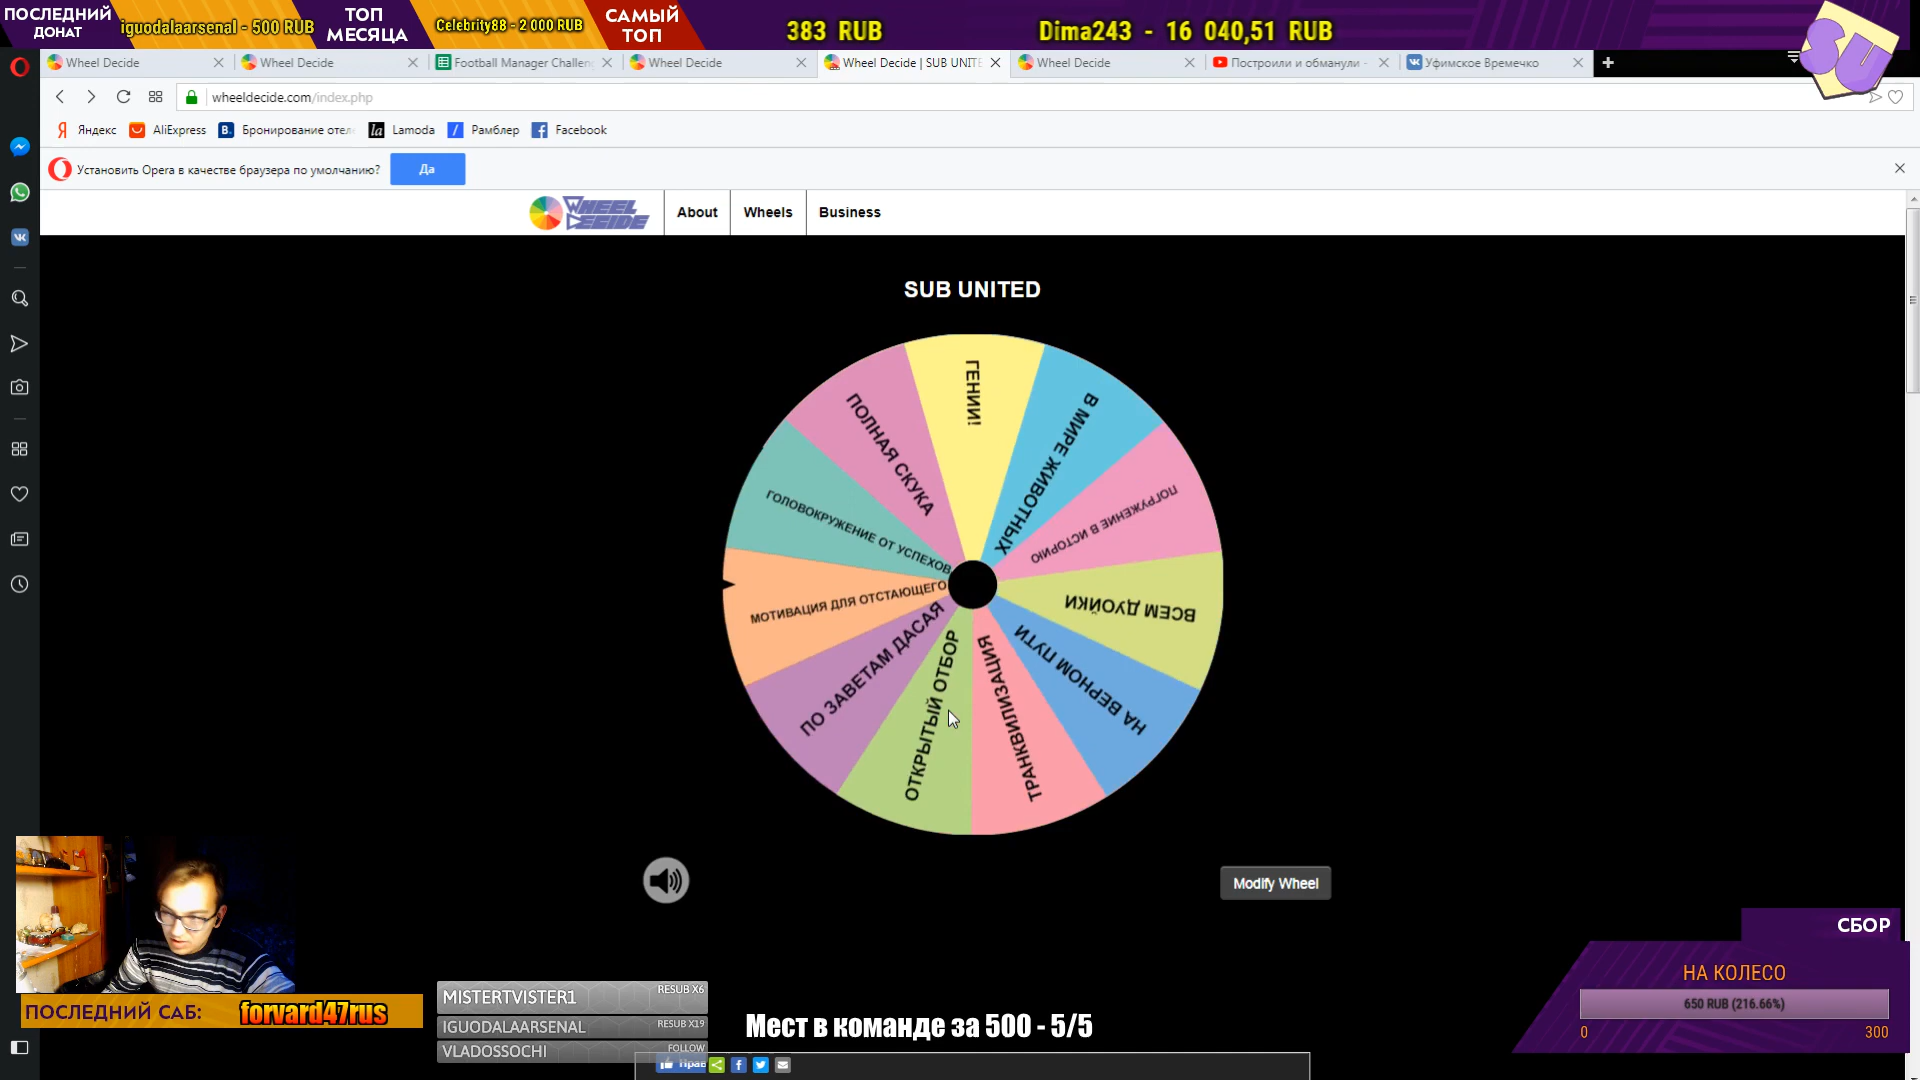 ПОСЛЕДНИЙ
ДОНАТ
iguodalaarsenal - 500 RUB
ТОП
МЕСЯЦА
Celebrity88 - 2 000 RUB
САМЫЙ
ТОП
383 RUB
Dima243 - 16 040,51 RUB
SU
Wheel Decide
Wheel Decide
Football Manager Challen
Wheel Decide
Wheel Decide | SUB UNITE
Wheel Decide
Построили и обманули -
Уфимское Времечко
wheeldecide.com/index.php
Яндекс
AliExpress
Бронирование отел
Lamoda
Рамблер
Facebook
Установить Opera в качестве браузера по умолчанию?
Да
WHEEL
DECIDE
About
Wheels
Business
SUB UNITED
ГЕНИИ!
В МИРЕ ЖИВОТНЫХ
ПОГРУЖЕНИЕ В ИСТОРИЮ
ВСЕМ ДУОЙКИ
НА ВЕРНОМ ПУТИ
ТРАНКВИЛИЗАЦИЯ
ОТКРЫТЫЙ ОТБОР
ПО ЗАВЕТАМ ДАСАЯ
МОТИВАЦИЯ ДЛЯ ОТСТАЮЩЕГО
ГОЛОВОКРУЖЕНИЕ ОТ УСПЕХОВ
ПОЛНАЯ СКУКА
Modify Wheel
СБОР
НА КОЛЕСО
650 RUB (216.66%)
0
300
ПОСЛЕДНИЙ САБ:
forvard47rus
MISTERTVISTER1
RESUB X6
IGUODALAARSENAL
RESUB X19
VLADOSSOCHI
FOLLOW
Мест в команде за 500 - 5/5